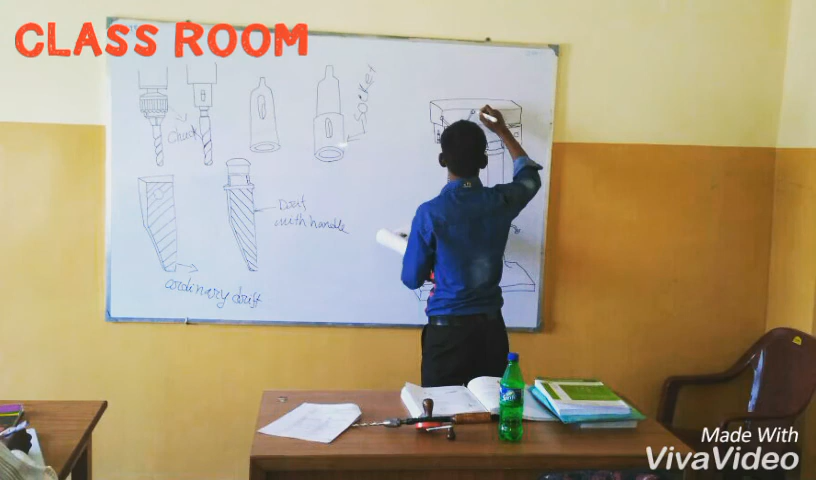 CLASS ROOM
Chuck
Socket
Drift
with handle
ordinary drift
Sprite
Made With
VivaVideo